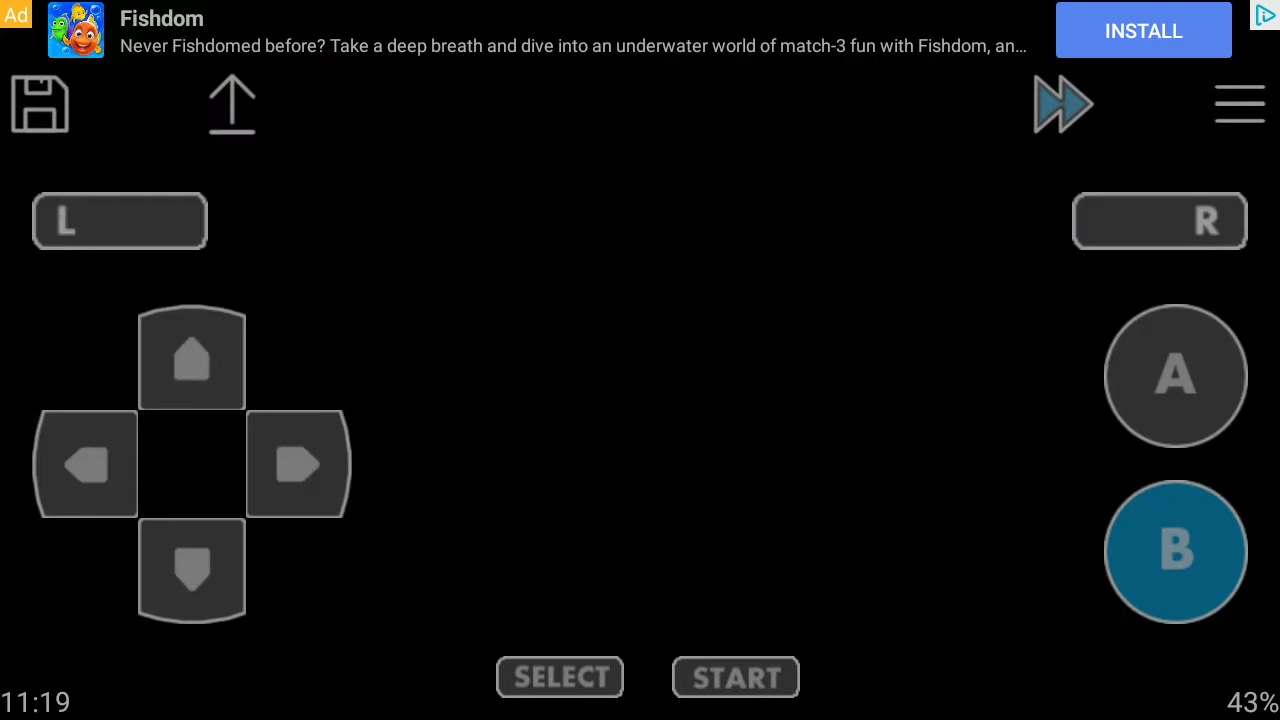 Ad
Fishdom
Never Fishdomed before? Take a deep breath and dive into an underwater world of match-3 fun with Fishdom, an...
INSTALL
L
R
A
B
SELECT
START
11:19
43%